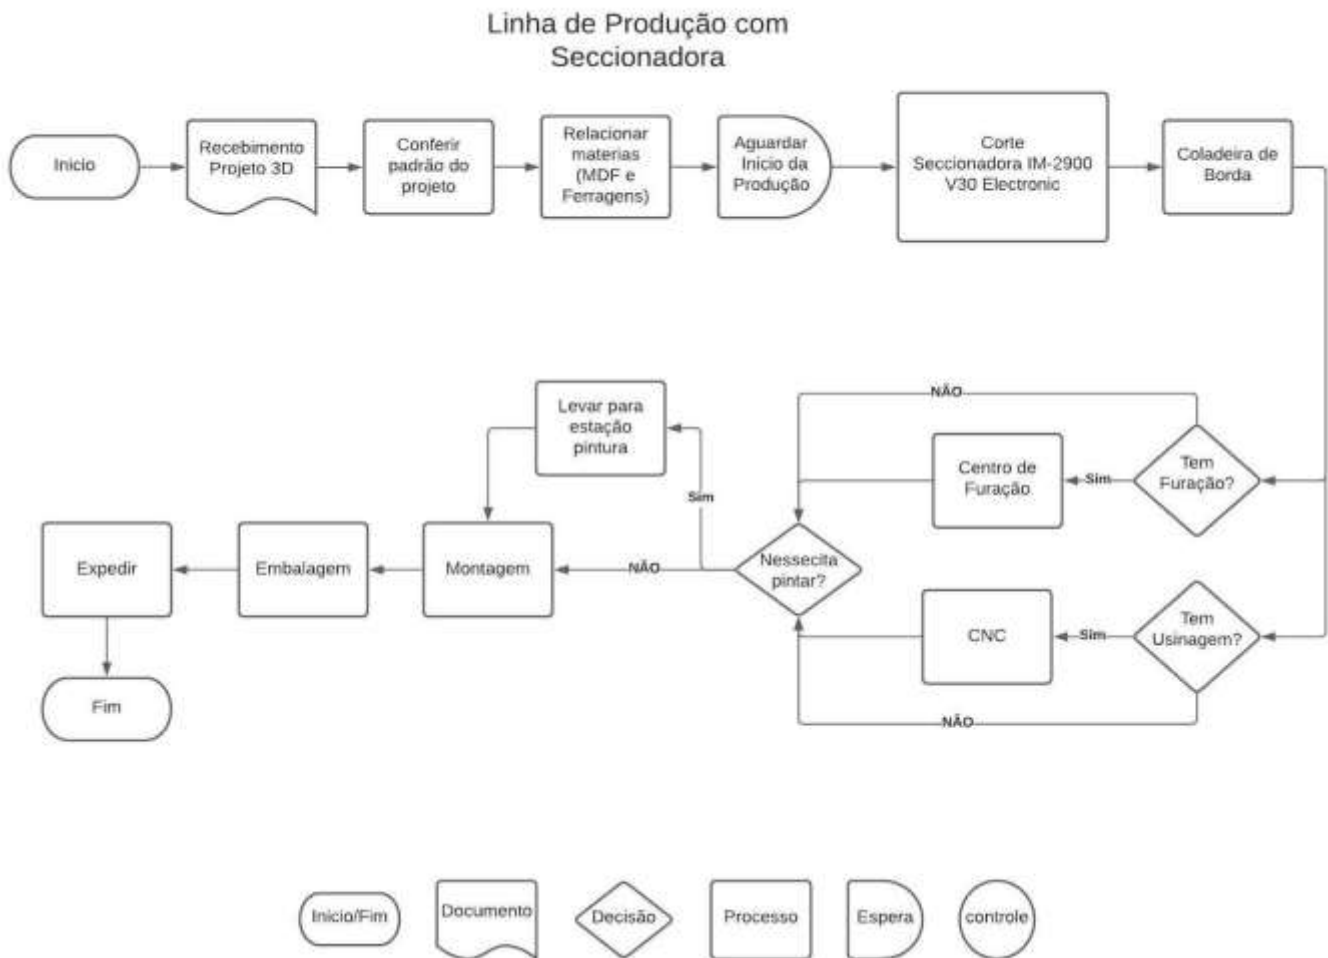 Linha de Produção com
Seccionadora
Inicio
Recebimento
Projeto 3D
Conferir
padrão do
projeto
Relacionar
materias
(MDF e
Ferragens)
Aguardar
Inicio da
Produção
Corte
Seccionadora IM-2900
V30 Electronic
Coladeira de
Borda
NÃO
Levar para
estação
pintura
Centro de
Furação
Sim
Tem
Furação?
Sim
Expedir
Embalagem
Montagem
NÃO
Nessecita
pintar?
CNC
Sim
Tem
Usinagem?
Fim
NÃO
Inicio/Fim
Documento
Decisão
Processo
Espera
controle